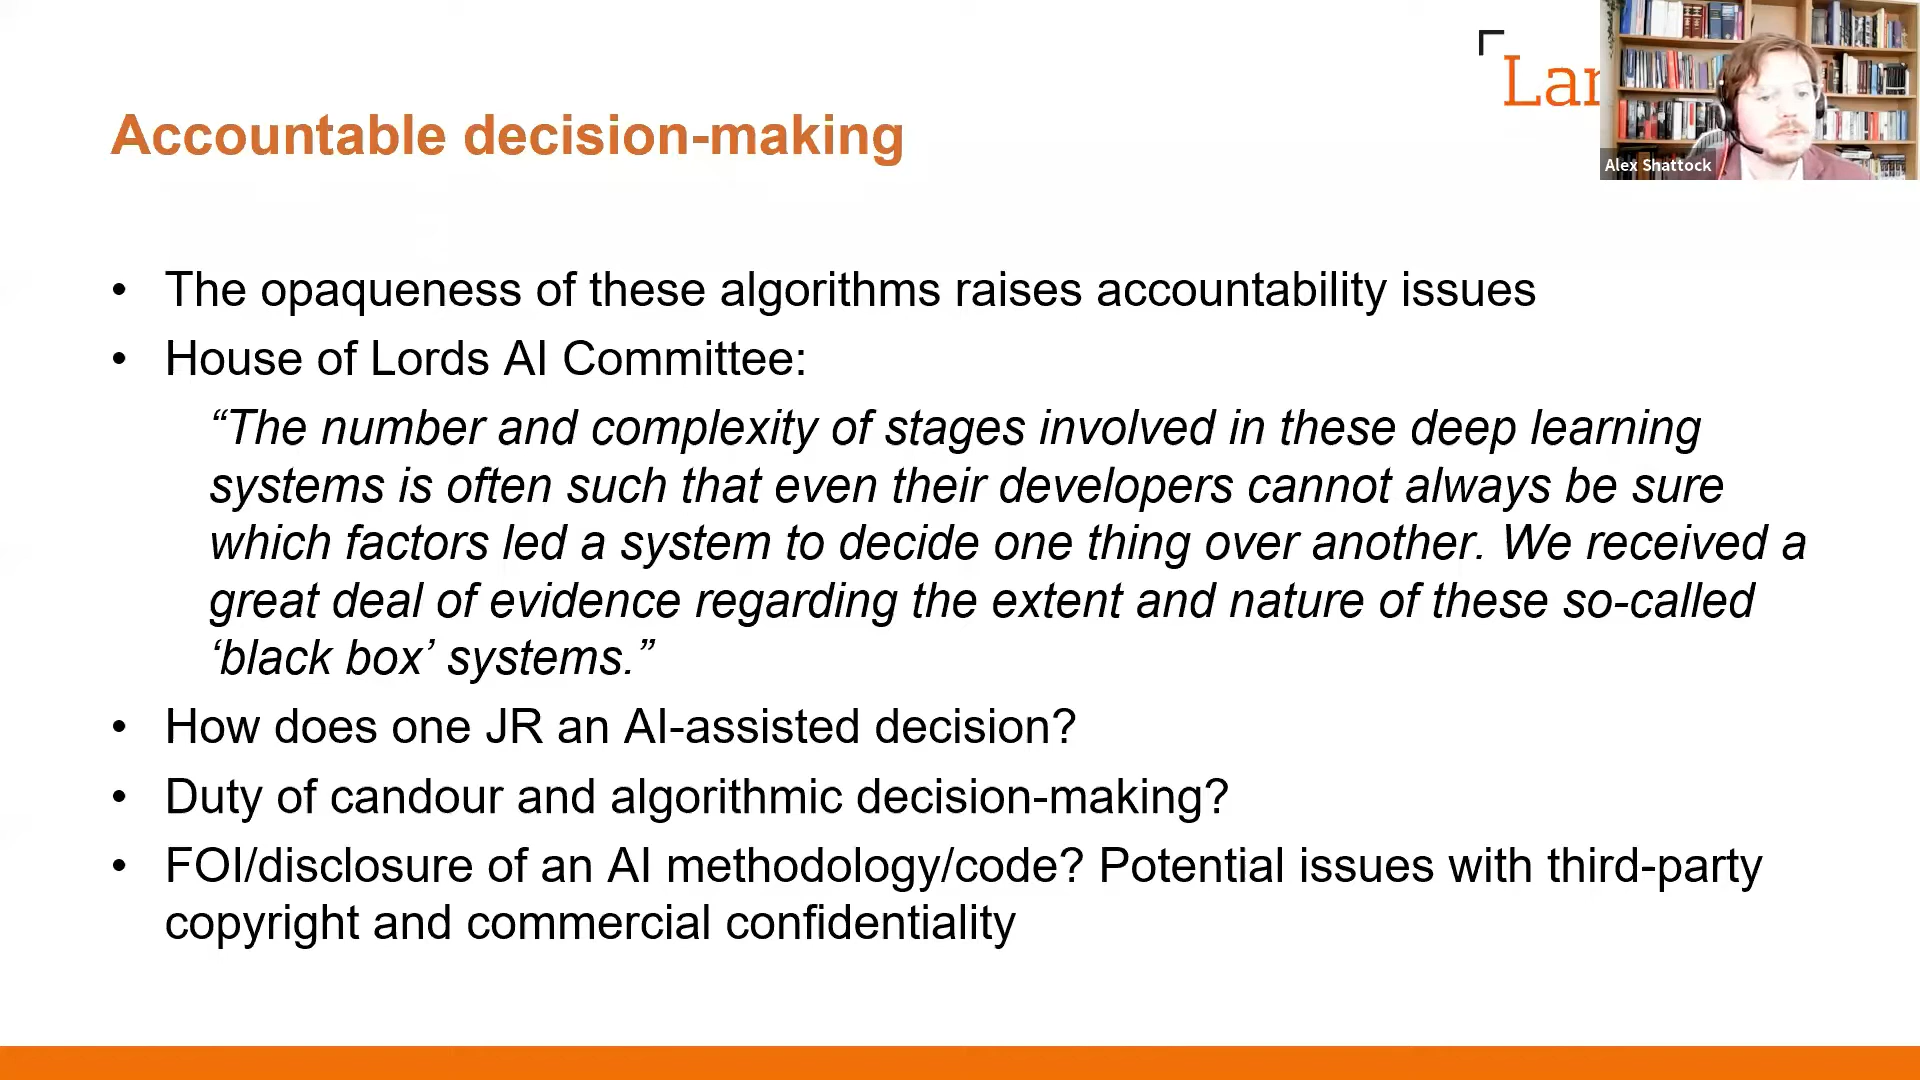 Lan
Alex Shattock
Accountable decision-making
• The opaqueness of these algorithms raises accountability issues
• House of Lords AI Committee:
“The number and complexity of stages involved in these deep learning
systems is often such that even their developers cannot always be sure
which factors led a system to decide one thing over another. We received a
great deal of evidence regarding the extent and nature of these so-called
‘black box’ systems.”
• How does one JR an AI-assisted decision?
• Duty of candour and algorithmic decision-making?
• FOI/disclosure of an AI methodology/code? Potential issues with third-party
copyright and commercial confidentiality